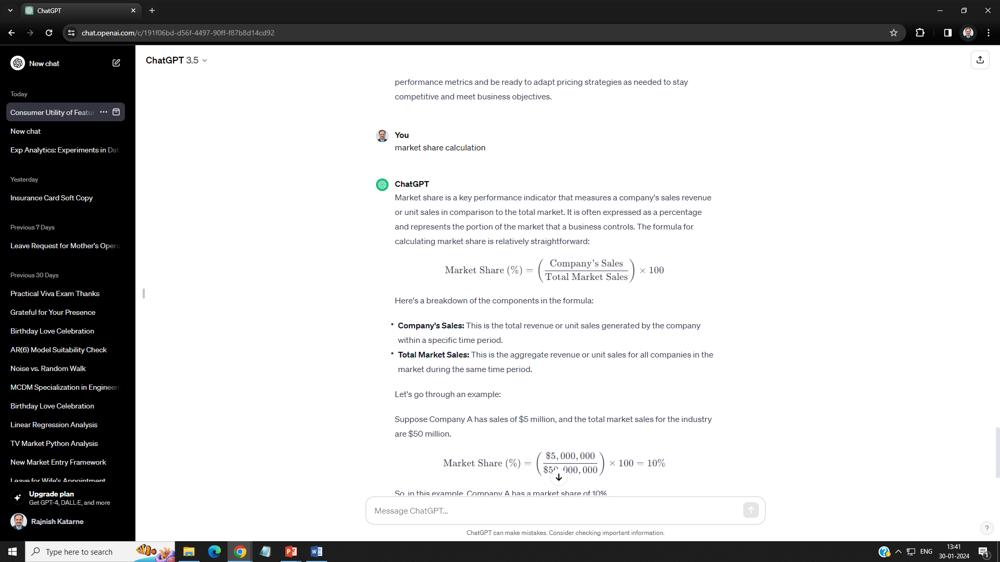 ChatGPT
chat.openai.com/c/191f06bd-d56f-4497-90ff-f87b8d14cd92
New chat
Today
Consumer Utility of Featur
New chat
Exp Analytics: Experiments in Dat
Yesterday
Insurance Card Soft Copy
Previous 7 Days
Leave Request for Mother's Opera
Previous 30 Days
Practical Viva Exam Thanks
Grateful for Your Presence
Birthday Love Celebration
AR(6) Model Suitability Check
Noise vs. Random Walk
MCDM Specialization in Engineeri
Birthday Love Celebration
Linear Regression Analysis
TV Market Python Analysis
New Market Entry Framework
Leave for Wife's Appointment
Upgrade plan
Get GPT-4, DALL·E, and more
Rajnish Katarne
ChatGPT 3.5
performance metrics and be ready to adapt pricing strategies as needed to stay
competitive and meet business objectives.
You
market share calculation
ChatGPT
Market share is a key performance indicator that measures a company's sales revenue
or unit sales in comparison to the total market. It is often expressed as a percentage
and represents the portion of the market that a business controls. The formula for
calculating market share is relatively straightforward:
Market Share (%) = (Company's Sales / Total Market Sales) × 100
Here's a breakdown of the components in the formula:
• Company's Sales: This is the total revenue or unit sales generated by the company
within a specific time period.
• Total Market Sales: This is the aggregate revenue or unit sales for all companies in the
market during the same time period.
Let's go through an example:
Suppose Company A has sales of $5 million, and the total market sales for the industry
are $50 million.
Market Share (%) = ($5,000,000 / $50,000,000) × 100 = 10%
So, in this example, Company A has a market share of 10%
Message ChatGPT...
ChatGPT can make mistakes. Consider checking important information.
?
Type here to search
ENG
13:41
30-01-2024
1